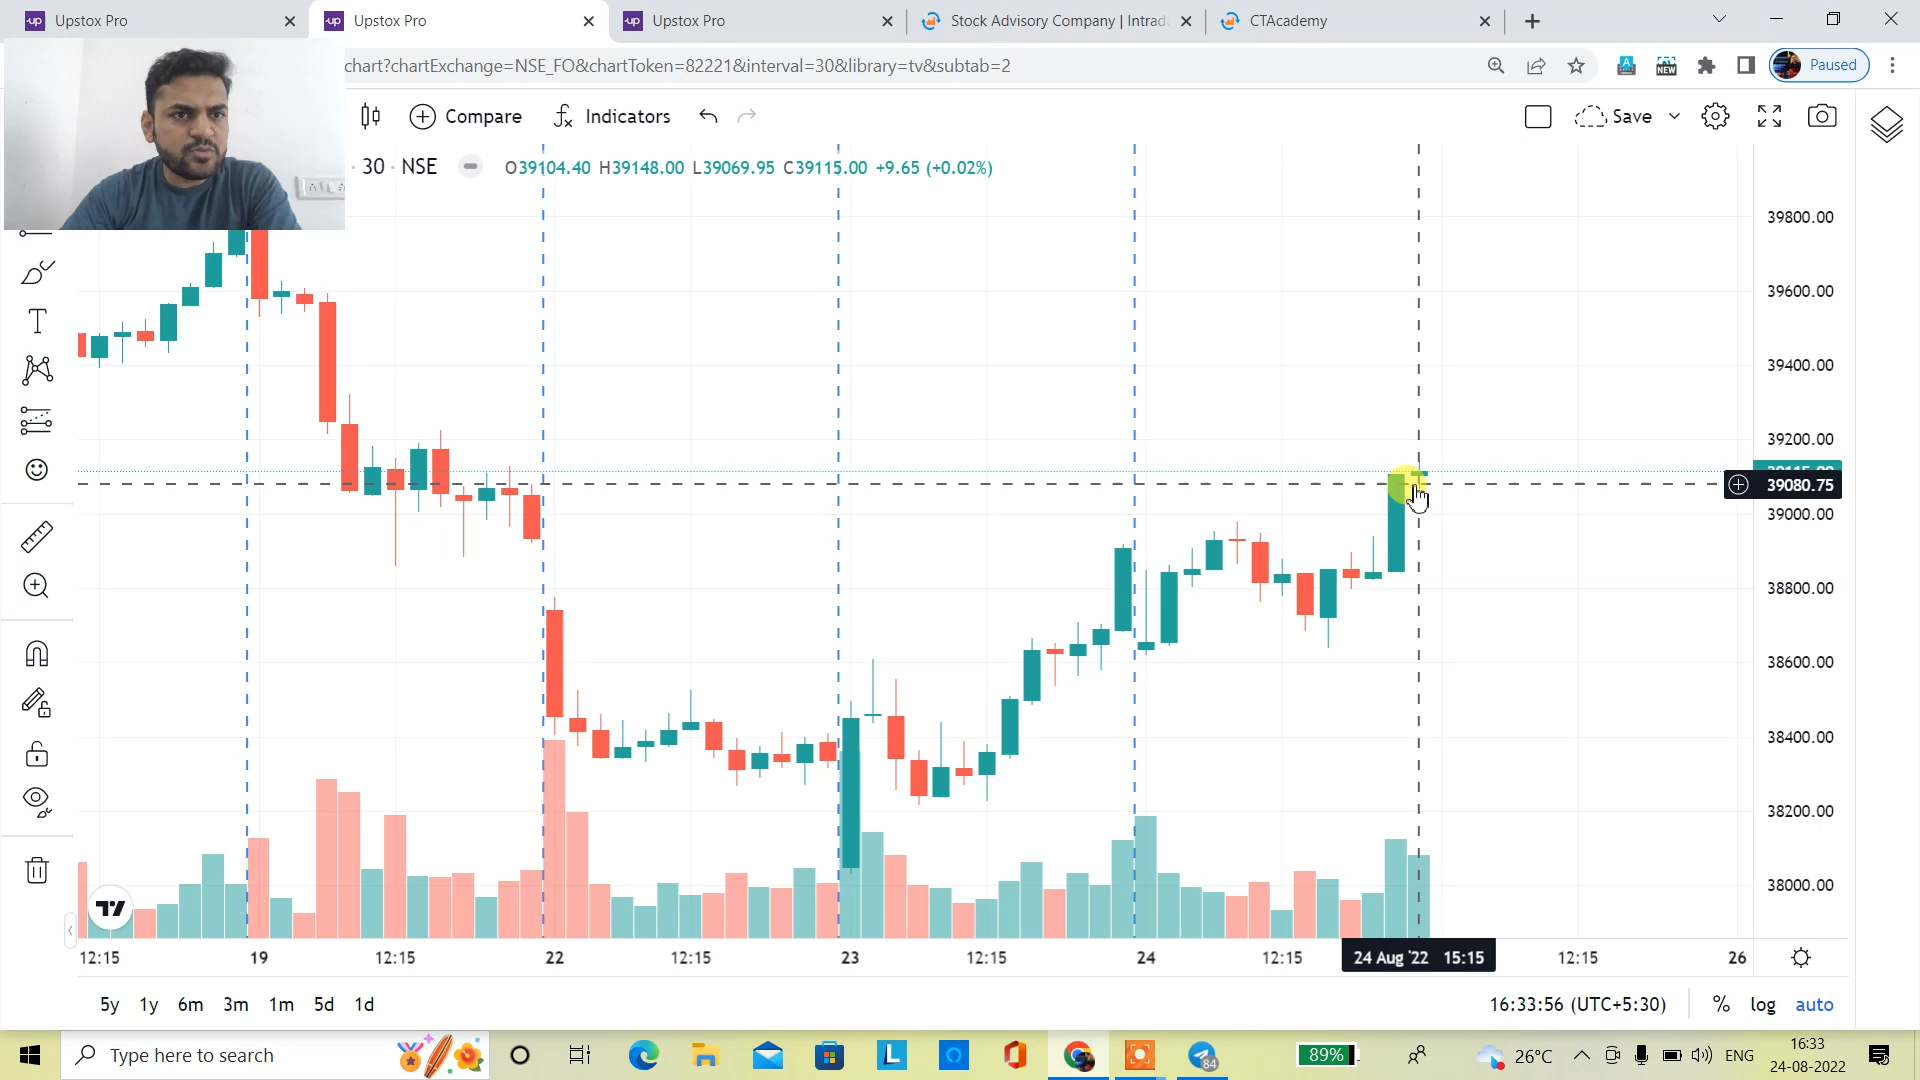 up Upstox Pro
up Upstox Pro
up Upstox Pro
Stock Advisory Company | Intrad
CTAcademy
chart?chartExchange=NSE_FO&chartToken=82221&interval=30&library=tv&subtab=2
NEW
Paused
Compare
Indicators
Save
· 30 · NSE
O39104.40 H39148.00 L39069.95 C39115.00 +9.65 (+0.02%)
39800.00
39600.00
39400.00
39200.00
39080.75
39000.00
38800.00
38600.00
38400.00
38200.00
38000.00
12:15
19
12:15
22
12:15
23
12:15
24
12:15
24 Aug '22 15:15
12:15
26
5y 1y 6m 3m 1m 5d 1d
16:33:56 (UTC+5:30)
% log auto
Type here to search
L
84
89%
26°C
ENG
16:33
24-08-2022